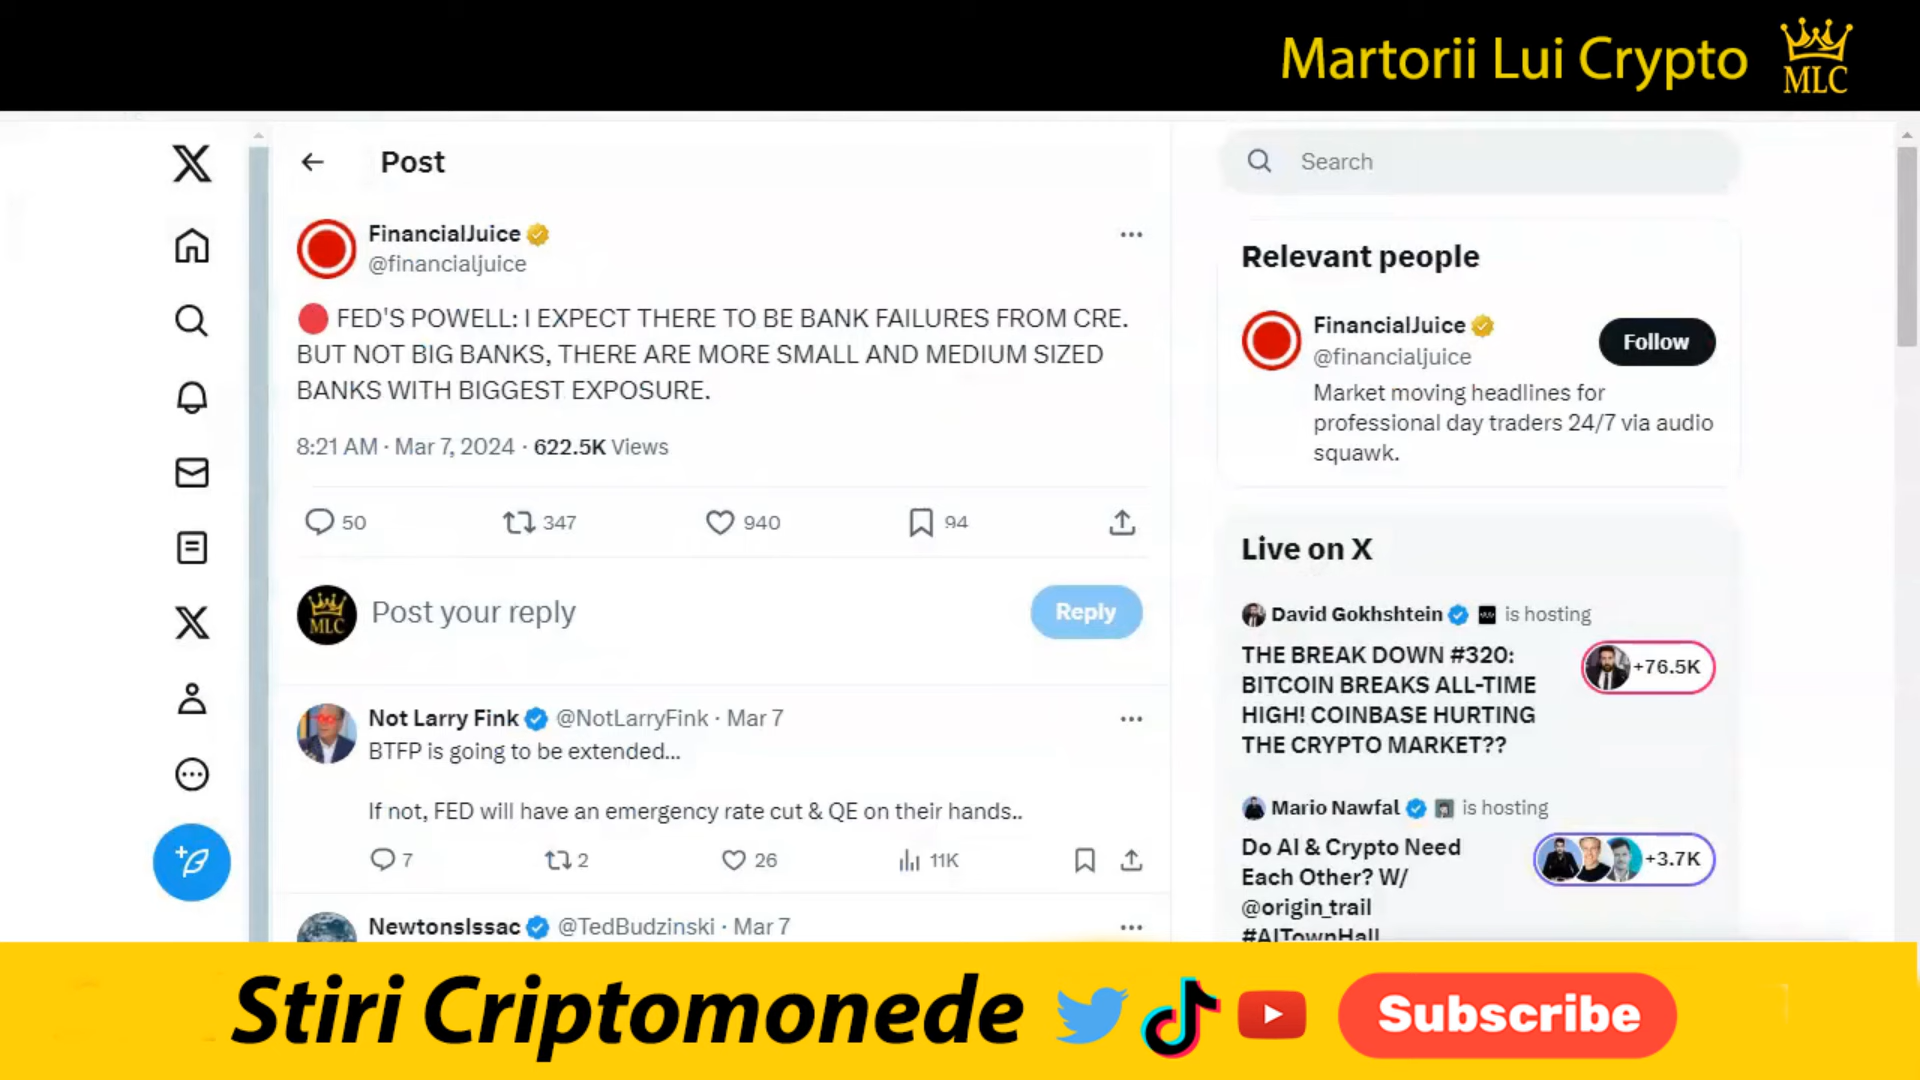 Martorii Lui Crypto
MLC
Post
Search
FinancialJuice
@financialjuice
FED'S POWELL: I EXPECT THERE TO BE BANK FAILURES FROM CRE.
BUT NOT BIG BANKS, THERE ARE MORE SMALL AND MEDIUM SIZED
BANKS WITH BIGGEST EXPOSURE.
8:21 AM · Mar 7, 2024 · 622.5K Views
50 347 940 94
MLC
Post your reply
Reply
Not Larry Fink @NotLarryFink · Mar 7
BTFP is going to be extended...
If not, FED will have an emergency rate cut & QE on their hands..
7 2 26 11K
NewtonsIssac @TedBudzinski · Mar 7
Relevant people
FinancialJuice
@financialjuice
Follow
Market moving headlines for
professional day traders 24/7 via audio
squawk.
Live on X
David Gokhshtein is hosting
THE BREAK DOWN #320:
BITCOIN BREAKS ALL-TIME
HIGH! COINBASE HURTING
THE CRYPTO MARKET??
+76.5K
Mario Nawfal is hosting
Do AI & Crypto Need
Each Other? W/
@origin_trail
#AITownHall
+3.7K
Stiri Criptomonede
Subscribe